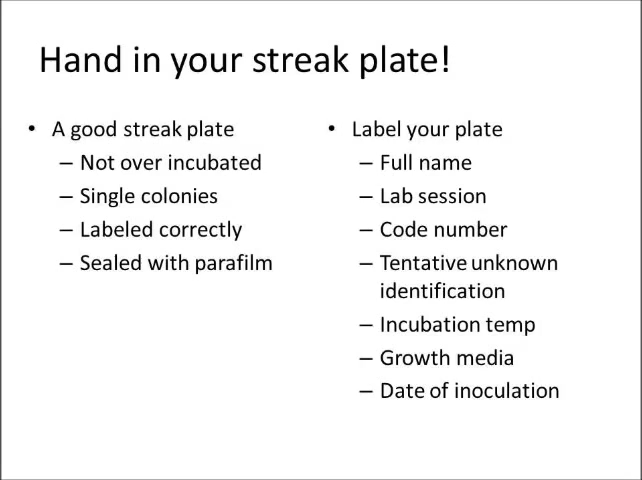 Hand in your streak plate!
• A good streak plate
– Not over incubated
– Single colonies
– Labeled correctly
– Sealed with parafilm
• Label your plate
– Full name
– Lab session
– Code number
– Tentative unknown
identification
– Incubation temp
– Growth media
– Date of inoculation